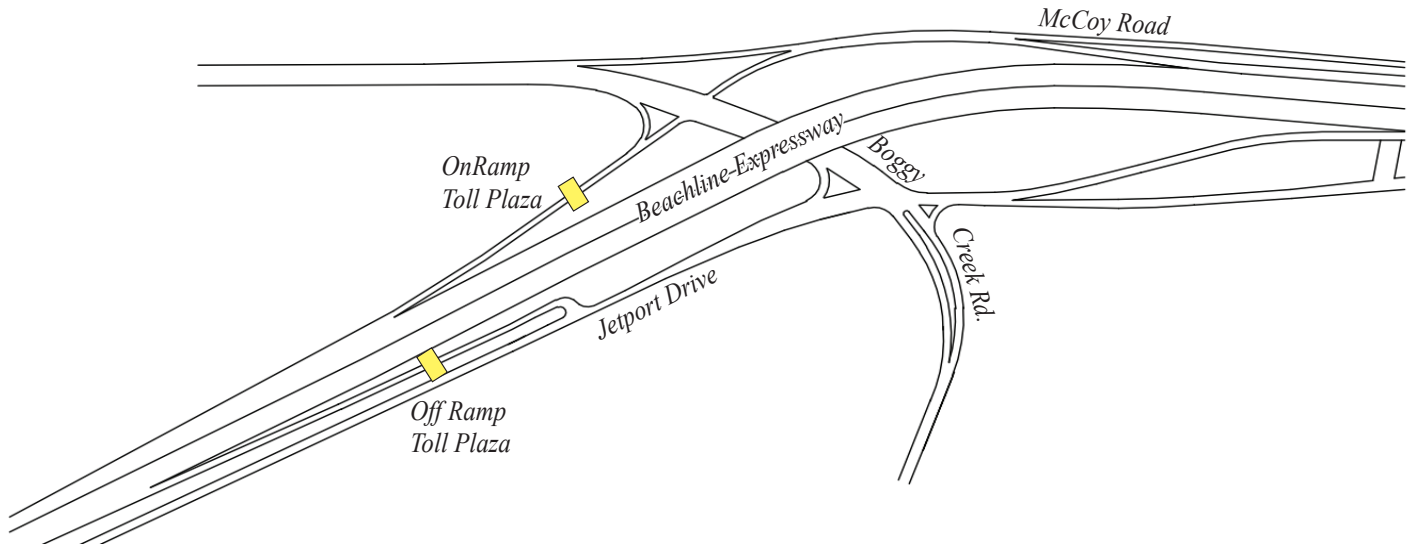 McCoy Road
OnRamp
Toll Plaza
Beachline Expressway
Boggy
Creek Rd.
Jetport Drive
Off Ramp
Toll Plaza